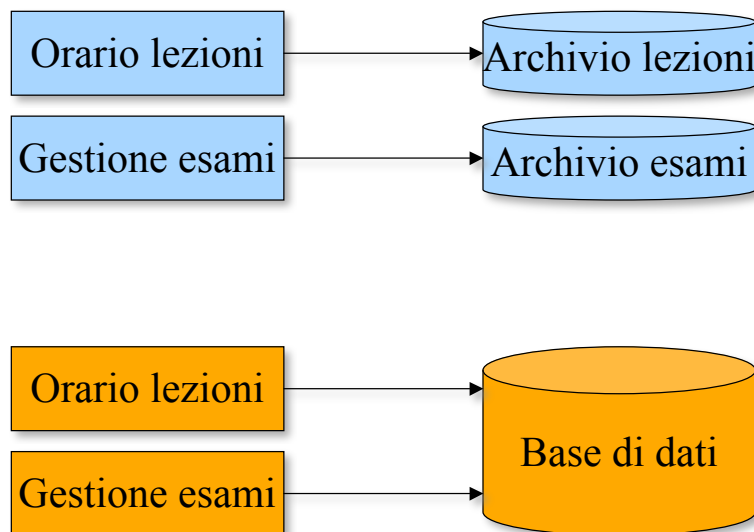 Orario lezioni
Archivio lezioni
Gestione esami
Archivio esami
Orario lezioni
Base di dati
Gestione esami